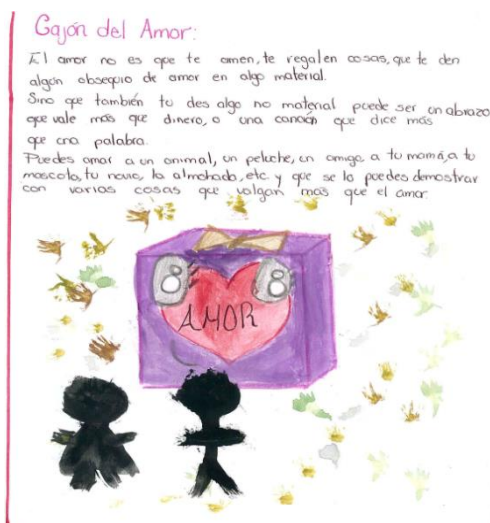 Cajón del Amor:
El amor no es que te amen, te regalen cosas, que te den
algún obsequio de amor en algo material.
Sino que también tu des algo no material puede ser un abrazo
que vale más que dinero, o una canción que dice más
que una palabra.
Puedes amar a un animal, un peluche, un amigo a tu mamá, a tu
mascota, tu novio, la almohada, etc. y que se lo puedes demostrar
con varias cosas que valgan mas que el amor.
AMOR